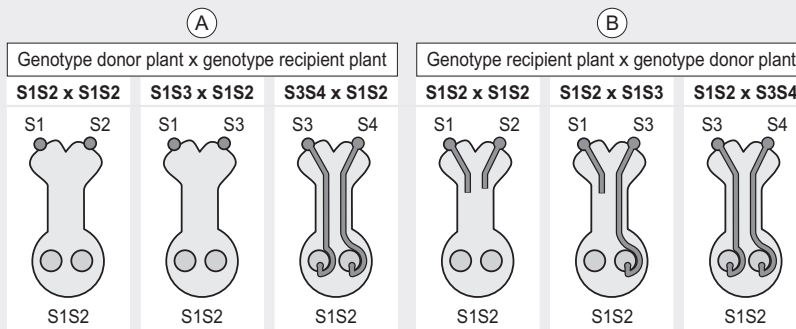 A
B
Genotype donor plant x genotype recipient plant
Genotype recipient plant x genotype donor plant
S1S2 x S1S2
S1S3 x S1S2
S3S4 x S1S2
S1S2 x S1S2
S1S2 x S1S3
S1S2 x S3S4
S1 S2
S1 S3
S3 S4
S1 S2
S1 S3
S3 S4
S1S2
S1S2
S1S2
S1S2
S1S2
S1S2